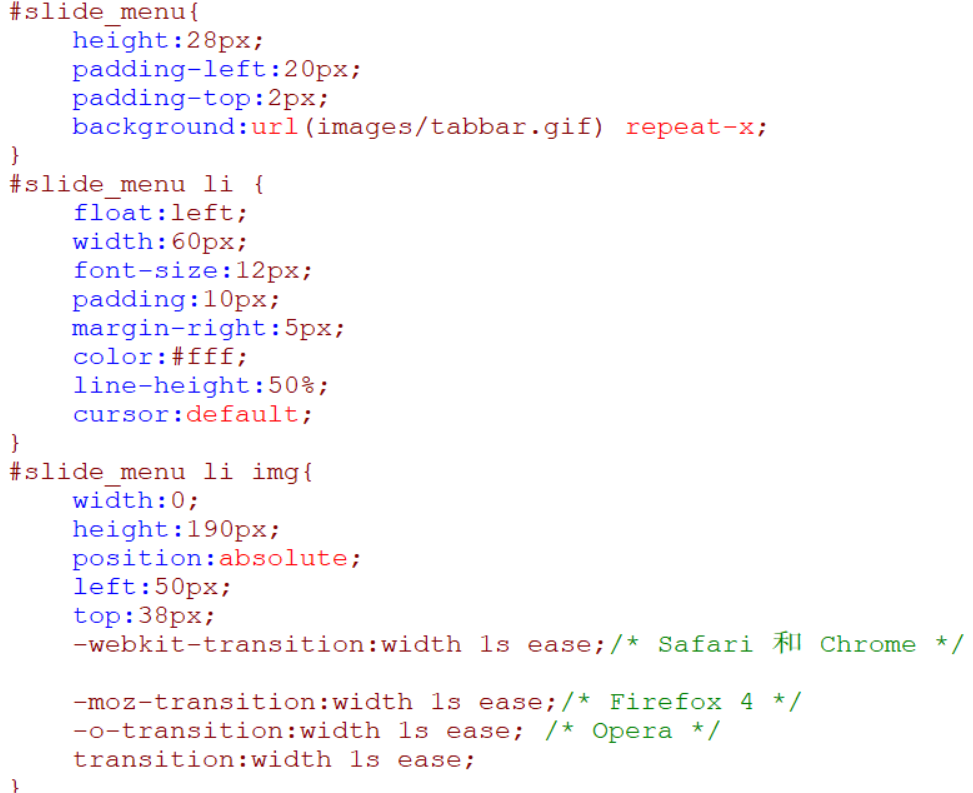 #slide_menu{
    height:28px;
    padding-left:20px;
    padding-top:2px;
    background:url(images/tabbar.gif) repeat-x;
}
#slide_menu li {
    float:left;
    width:60px;
    font-size:12px;
    padding:10px;
    margin-right:5px;
    color:#fff;
    line-height:50%;
    cursor:default;
}
#slide_menu li img{
    width:0;
    height:190px;
    position:absolute;
    left:50px;
    top:38px;
    -webkit-transition:width 1s ease;/* Safari 和 Chrome */
    -moz-transition:width 1s ease;/* Firefox 4 */
    -o-transition:width 1s ease; /* Opera */
    transition:width 1s ease;
}